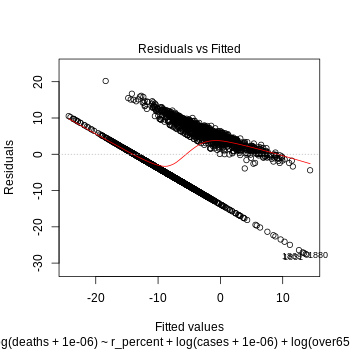 Residuals vs Fitted
Residuals
20
10
0
-10
-20
-30
1880
-20
-10
0
10
Fitted values
g(deaths + 1e-06) ~ r_percent + log(cases + 1e-06) + log(over65